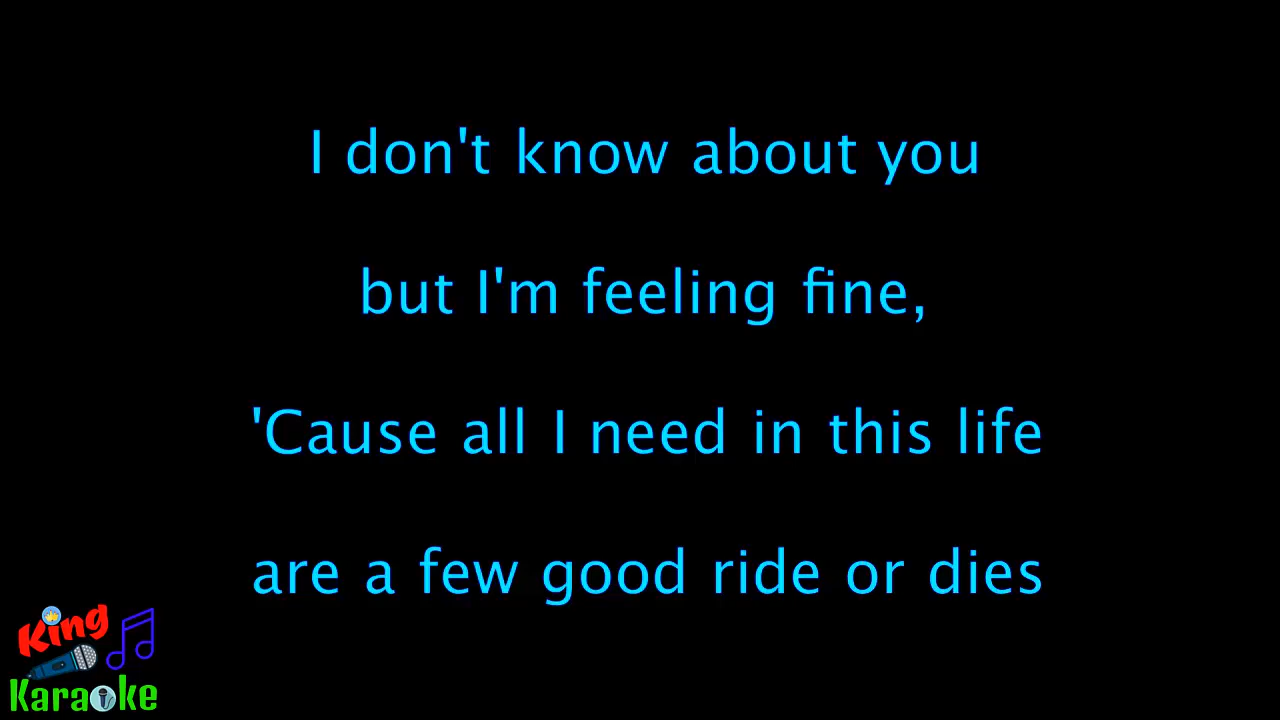 I don't know about you
but I'm feeling fine,
'Cause all I need in this life
are a few good ride or dies
King
Karaoke